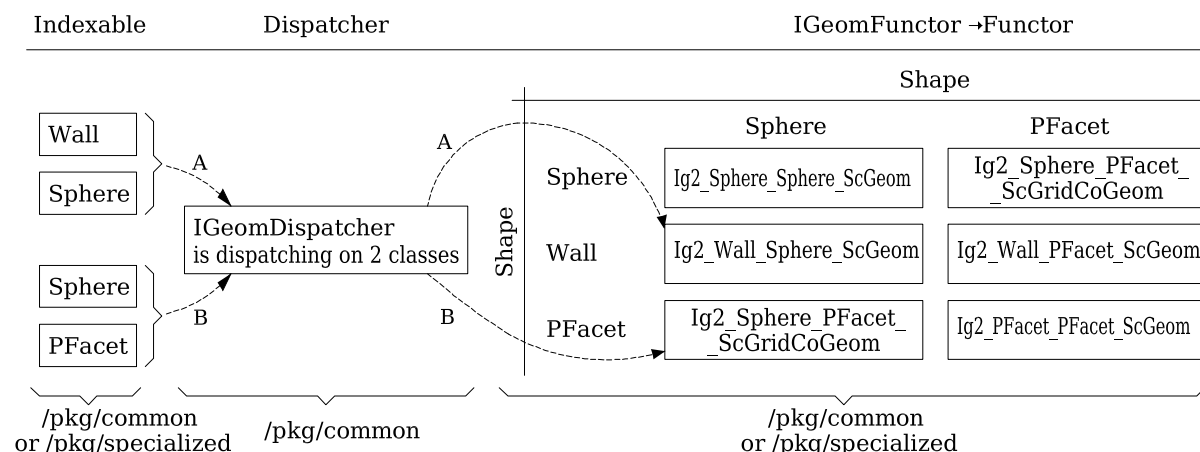 Indexable
Dispatcher
IGeomFunctor →Functor
Shape
Sphere
PFacet
Wall
Sphere
A
A
Sphere
Ig2_Sphere_Sphere_ScGeom
Ig2_Sphere_PFacet_
_ScGridCoGeom
IGeomDispatcher
is dispatching on 2 classes
Shape
Wall
Ig2_Wall_Sphere_ScGeom
Ig2_Wall_PFacet_ScGeom
Sphere
PFacet
B
B
PFacet
Ig2_Sphere_PFacet_
_ScGridCoGeom
Ig2_PFacet_PFacet_ScGeom
/pkg/common
or /pkg/specialized
/pkg/common
/pkg/common
or /pkg/specialized